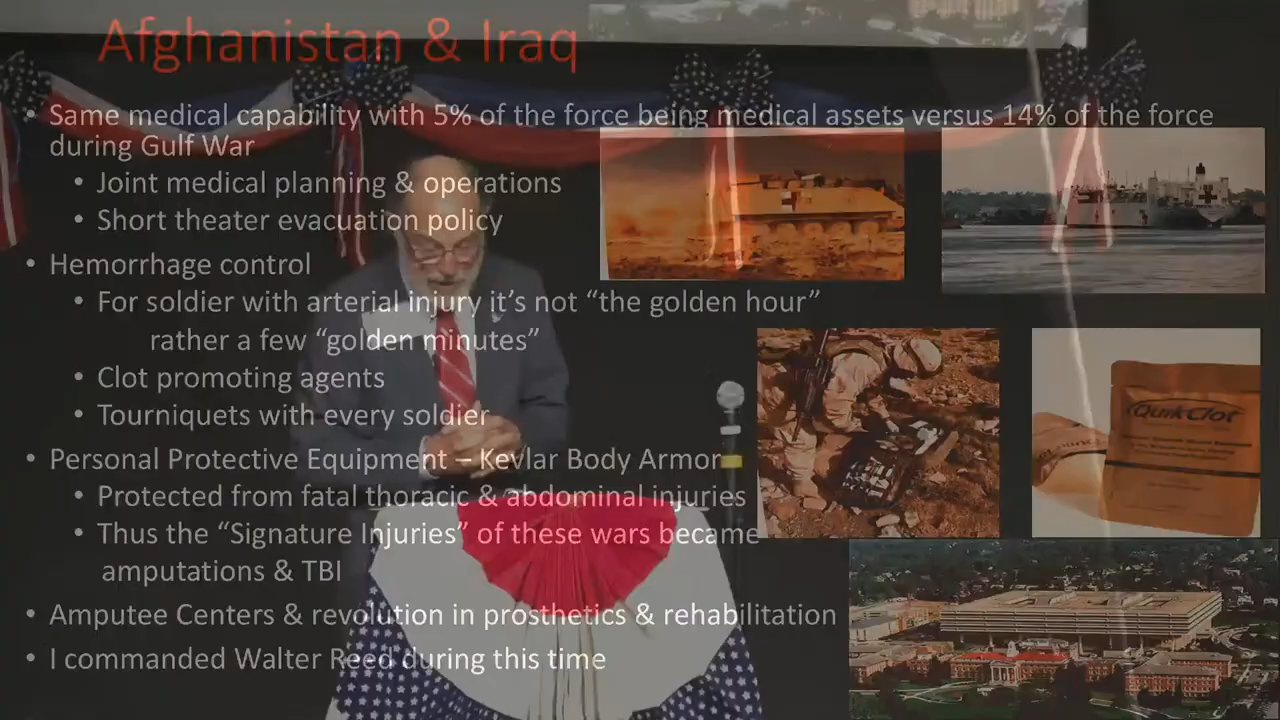 Afghanistan & Iraq
• Same medical capability with 5% of the force being medical assets versus 14% of the force
during Gulf War
• Joint medical planning & operations
• Short theater evacuation policy
• Hemorrhage control
• For soldier with arterial injury it’s not “the golden hour”
rather a few “golden minutes”
• Clot promoting agents
• Tourniquets with every soldier
• Personal Protective Equipment – Kevlar Body Armor
• Protected from fatal thoracic & abdominal injuries
• Thus the “Signature Injuries” of these wars became
amputations & TBI
• Amputee Centers & revolution in prosthetics & rehabilitation
• I commanded Walter Reed during this time
QuikClot